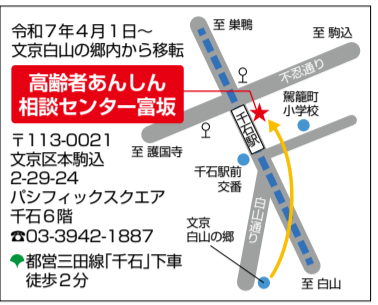 令和7年4月1日～
文京白山の郷内から移転
高齢者あんしん
相談センター富坂
〒113-0021
文京区本駒込
2-29-24
パシフィックスクエア
千石6階
☎03-3942-1887
都営三田線「千石」下車
徒歩2分
至 巣鴨
至 駒込
不忍通り
駕籠町
小学校
千石駅
至 護国寺
千石駅前
交番
白山通り
文京
白山の郷
至 白山